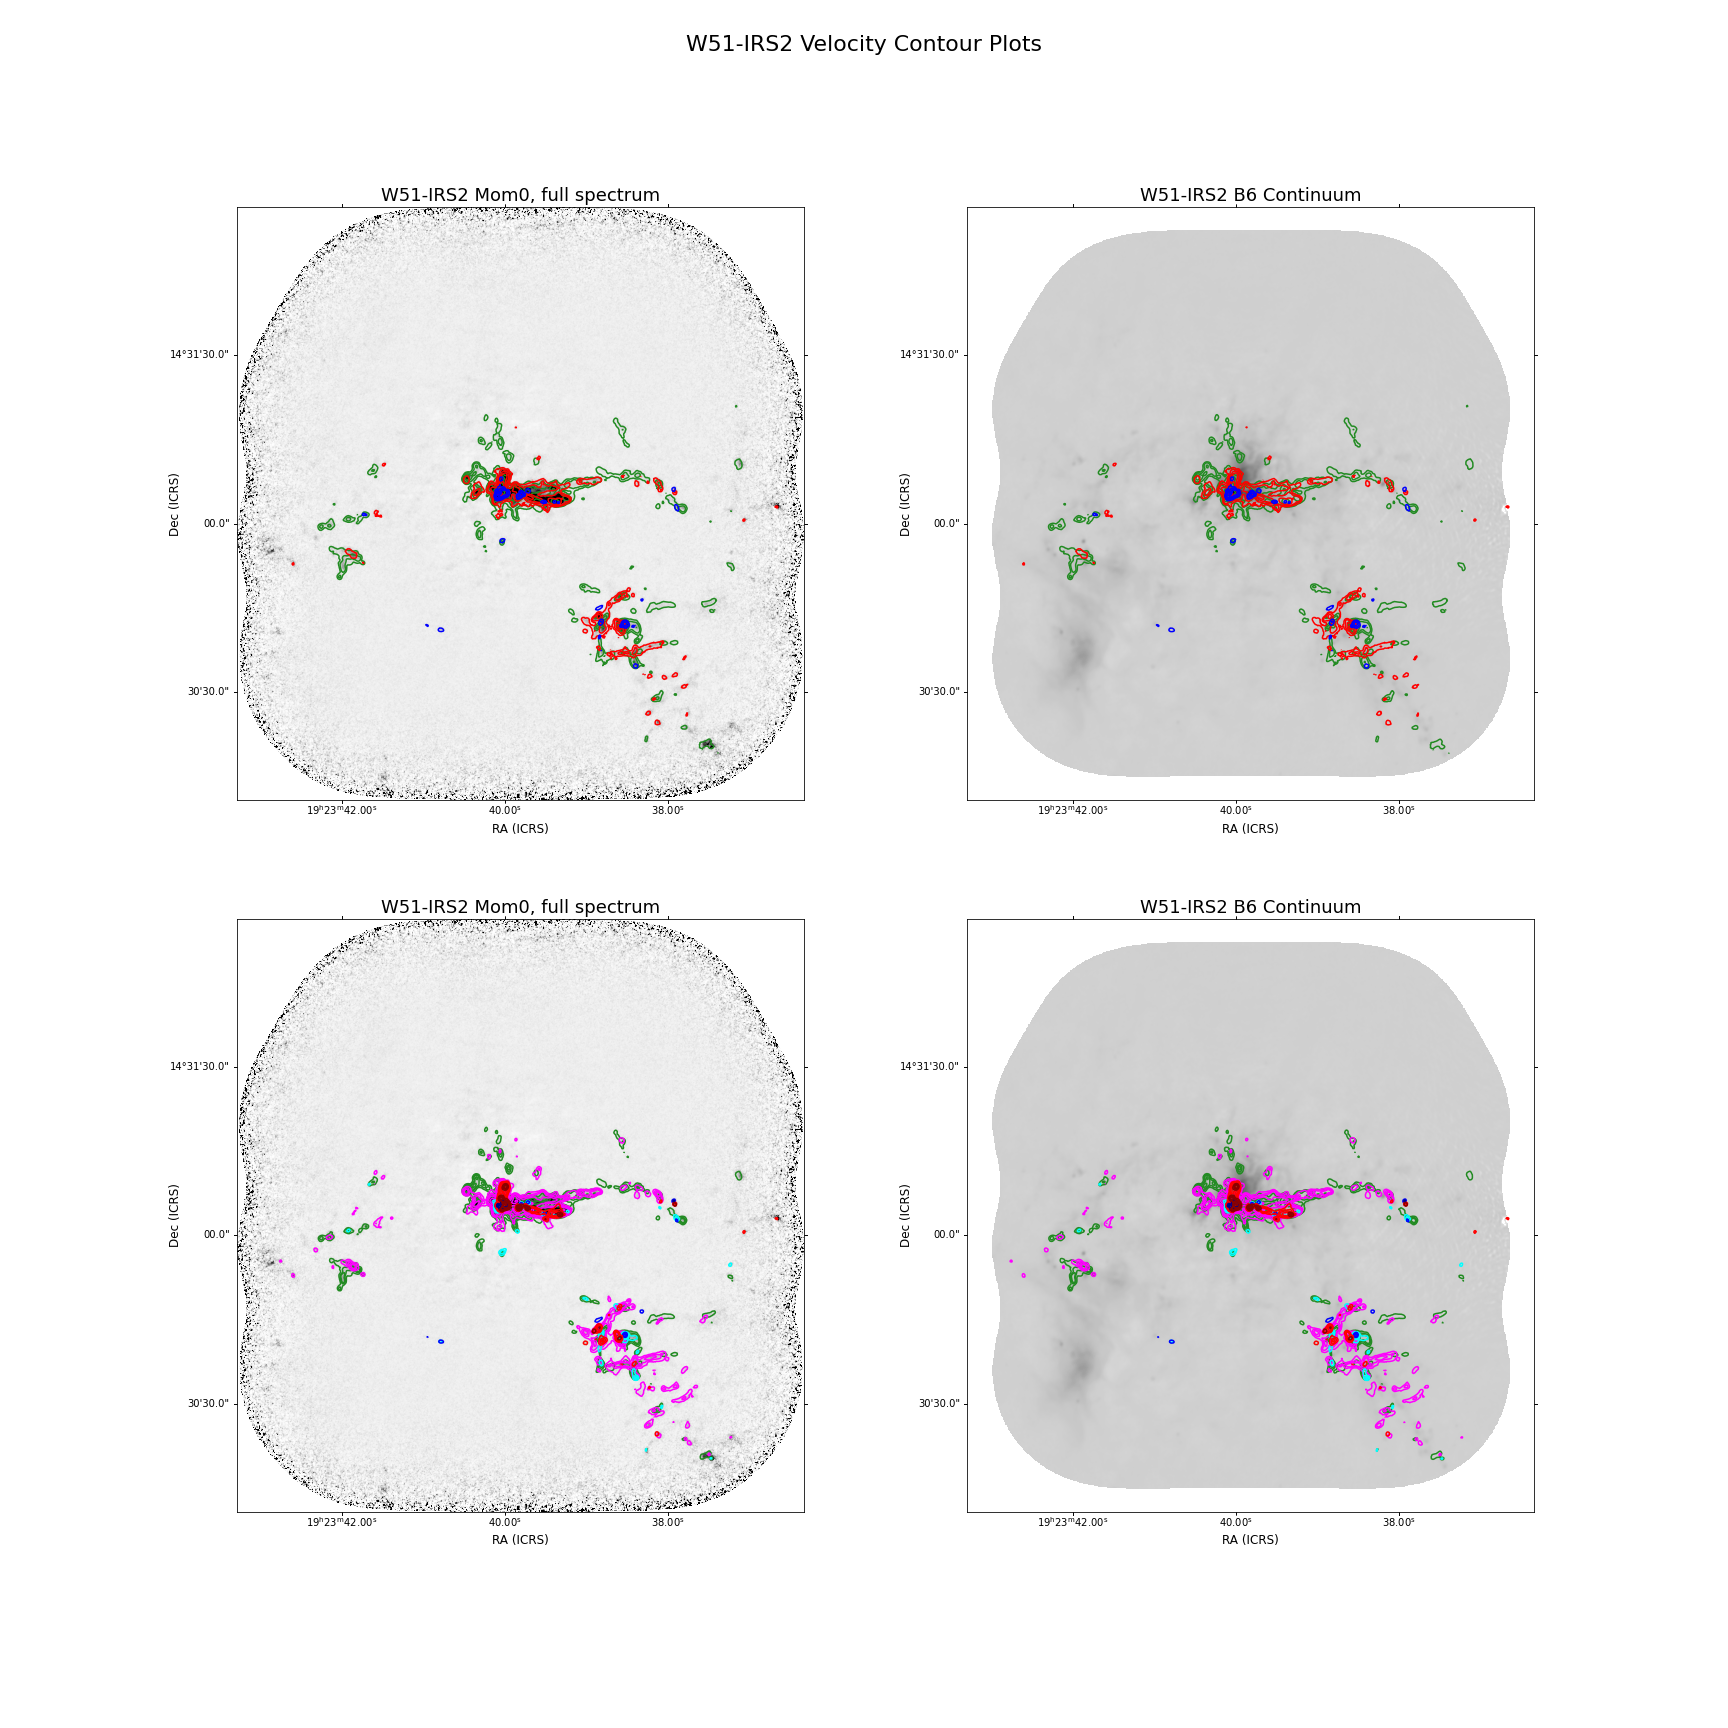 W51-IRS2 Velocity Contour Plots
W51-IRS2 Mom0, full spectrum
W51-IRS2 B6 Continuum
14°31'30.0"
00.0"
30'30.0"
Dec (ICRS)
19ʰ23ᵐ42.00ˢ 40.00ˢ 38.00ˢ
RA (ICRS)
14°31'30.0"
00.0"
30'30.0"
Dec (ICRS)
19ʰ23ᵐ42.00ˢ 40.00ˢ 38.00ˢ
RA (ICRS)
W51-IRS2 Mom0, full spectrum
W51-IRS2 B6 Continuum
14°31'30.0"
00.0"
30'30.0"
Dec (ICRS)
19ʰ23ᵐ42.00ˢ 40.00ˢ 38.00ˢ
RA (ICRS)
14°31'30.0"
00.0"
30'30.0"
Dec (ICRS)
19ʰ23ᵐ42.00ˢ 40.00ˢ 38.00ˢ
RA (ICRS)